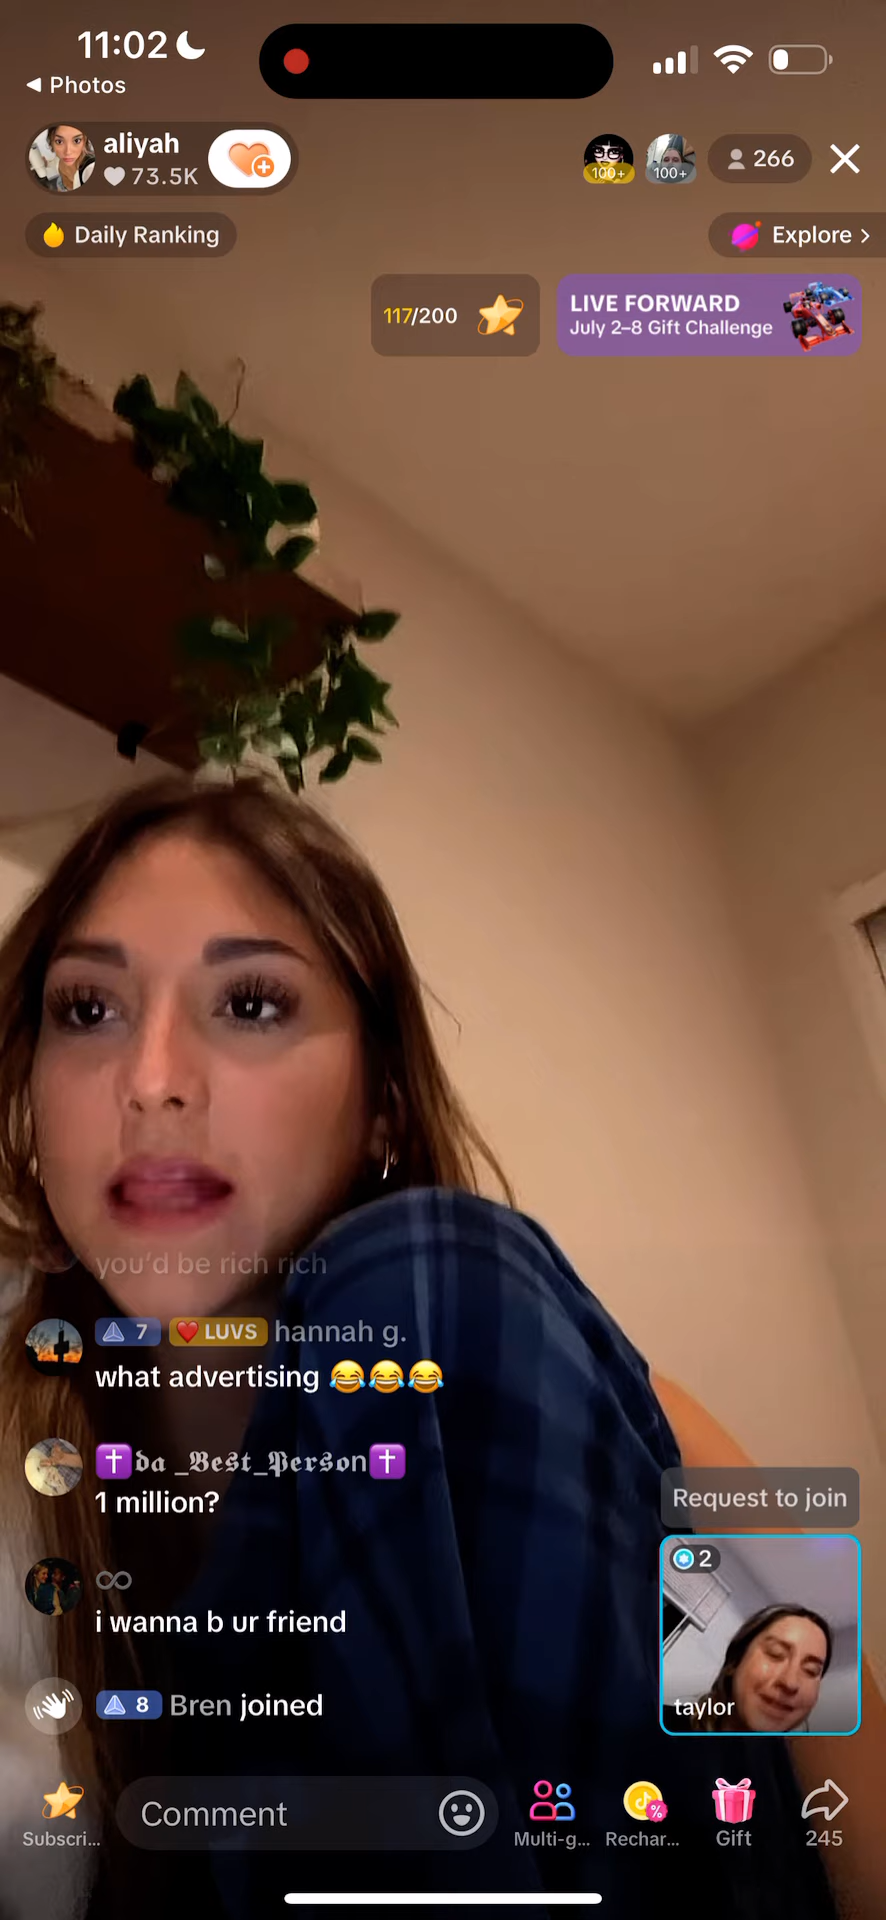 11:02
Photos
aliyah
73.5K
100+
100+
266
Daily Ranking
Explore >
117/200
LIVE FORWARD
July 2–8 Gift Challenge
you'd be rich rich
7 ❤️ LUVS hannah g.
what advertising 😂😂😂
✝️𝖉𝖆 _𝕭𝖊𝖘𝖙_𝕻𝖊𝖗𝖘𝖔n✝️
1 million?
∞
i wanna b ur friend
8 Bren joined
Request to join
2
taylor
Comment
Subscri...
Multi-g...
Rechar...
Gift
245